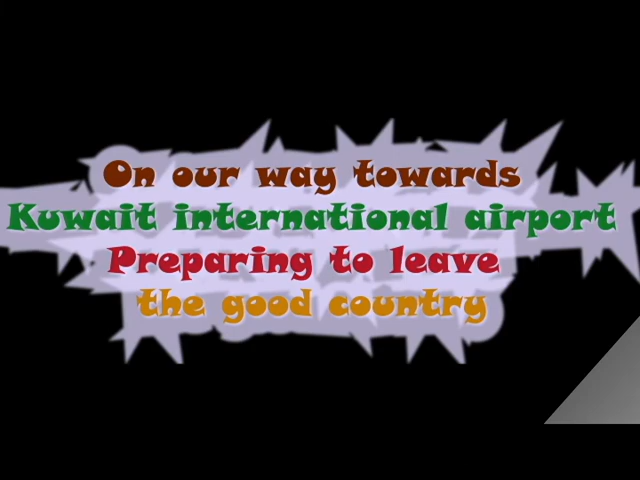 On our way towards
Kuwait international airport
Preparing to leave
the good country